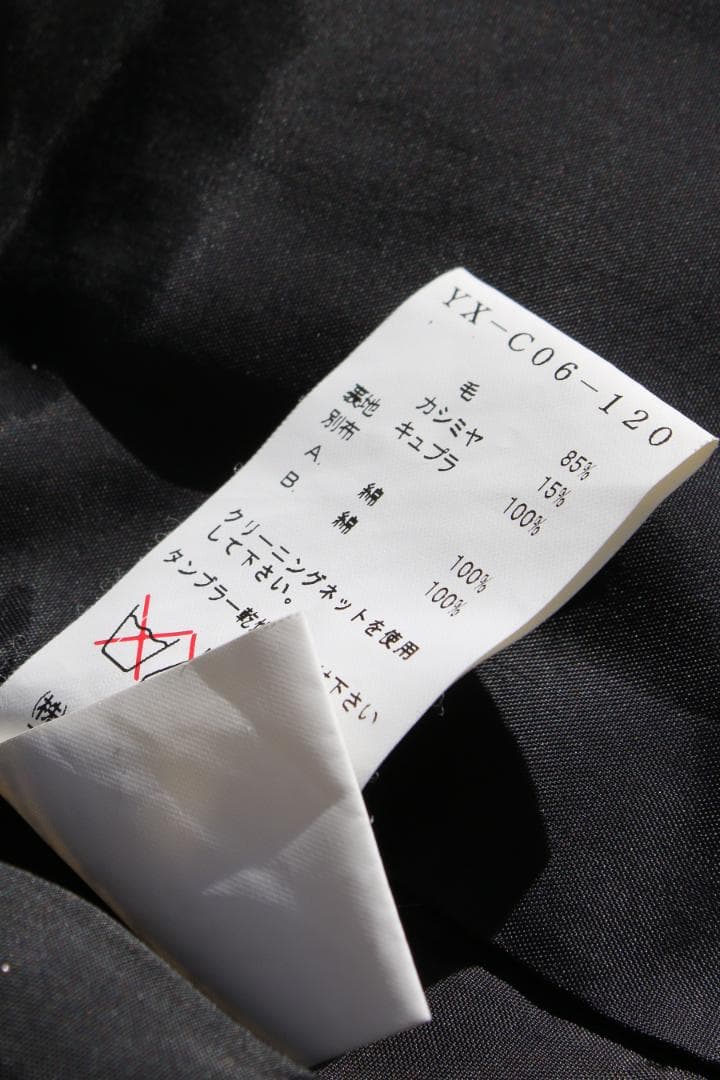 YX-C06-120
毛 85%
カシミヤ 15%
裏地 キュプラ 100%
別布
A. 綿 100%
B. 綿 100%
クリーニングネットを使用
して下さい。
タンブラー乾 下さい
(株)